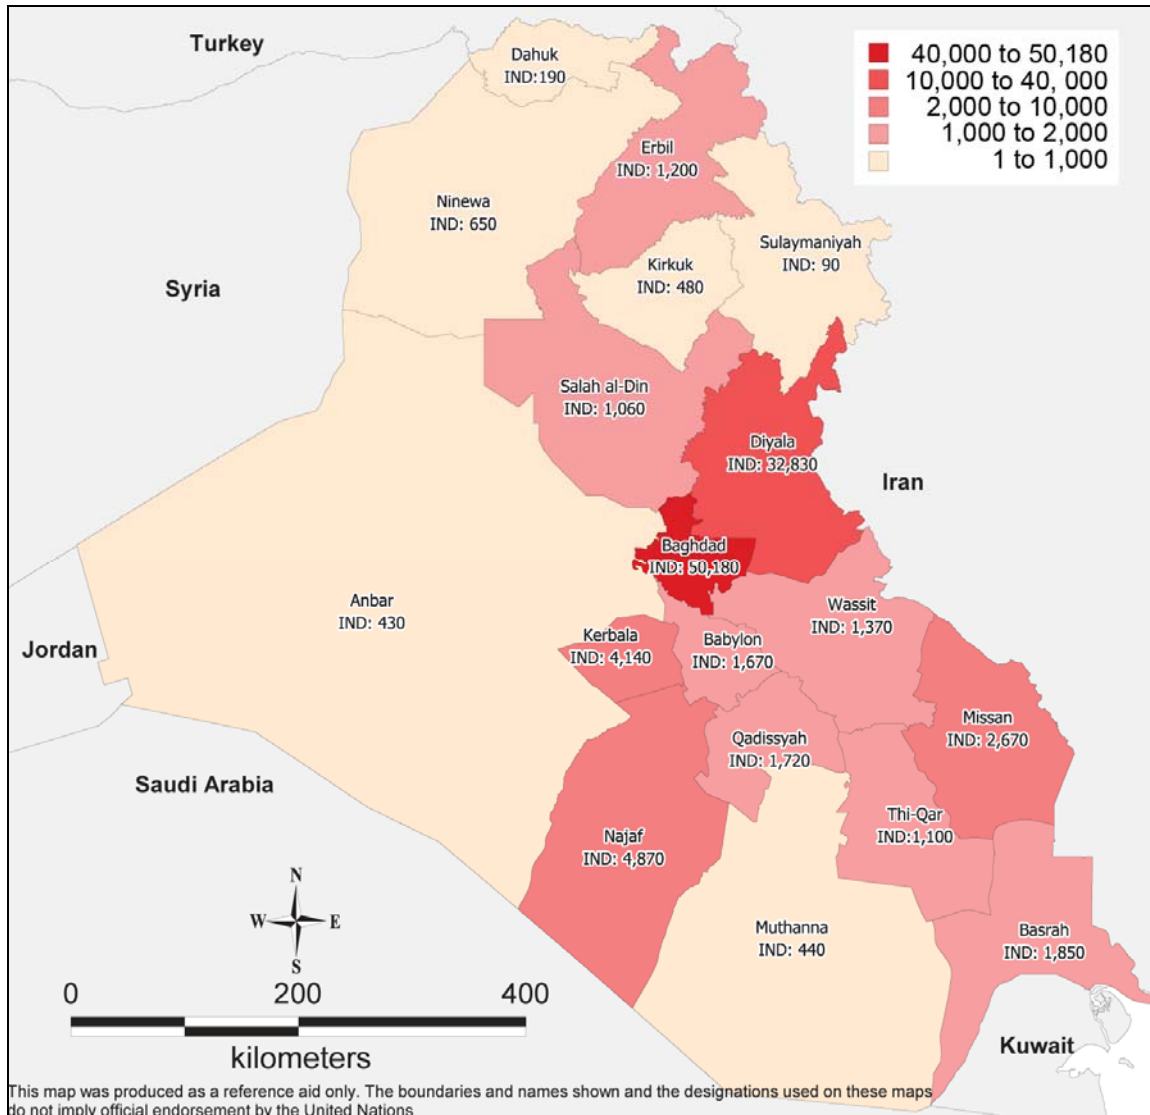 Turkey
Dahuk
IND:190
40,000 to 50,180
10,000 to 40, 000
2,000 to 10,000
1,000 to 2,000
1 to 1,000
Erbil
IND: 1,200
Ninewa
IND: 650
Sulaymaniyah
IND: 90
Kirkuk
IND: 480
Syria
Salah al-Din
IND: 1,060
Diyala
IND: 32,830
Iran
Baghdad
IND: 50,180
Anbar
IND: 430
Wassit
IND: 1,370
Jordan
Kerbala
IND: 4,140
Babylon
IND: 1,670
Missan
IND: 2,670
Qadissyah
IND: 1,720
Saudi Arabia
Najaf
IND: 4,870
Thi-Qar
IND:1,100
N
W E
S
Muthanna
IND: 440
Basrah
IND: 1,850
0 200 400
kilometers
Kuwait
This map was produced as a reference aid only. The boundaries and names shown and the designations used on these maps
do not imply official endorsement by the United Nations